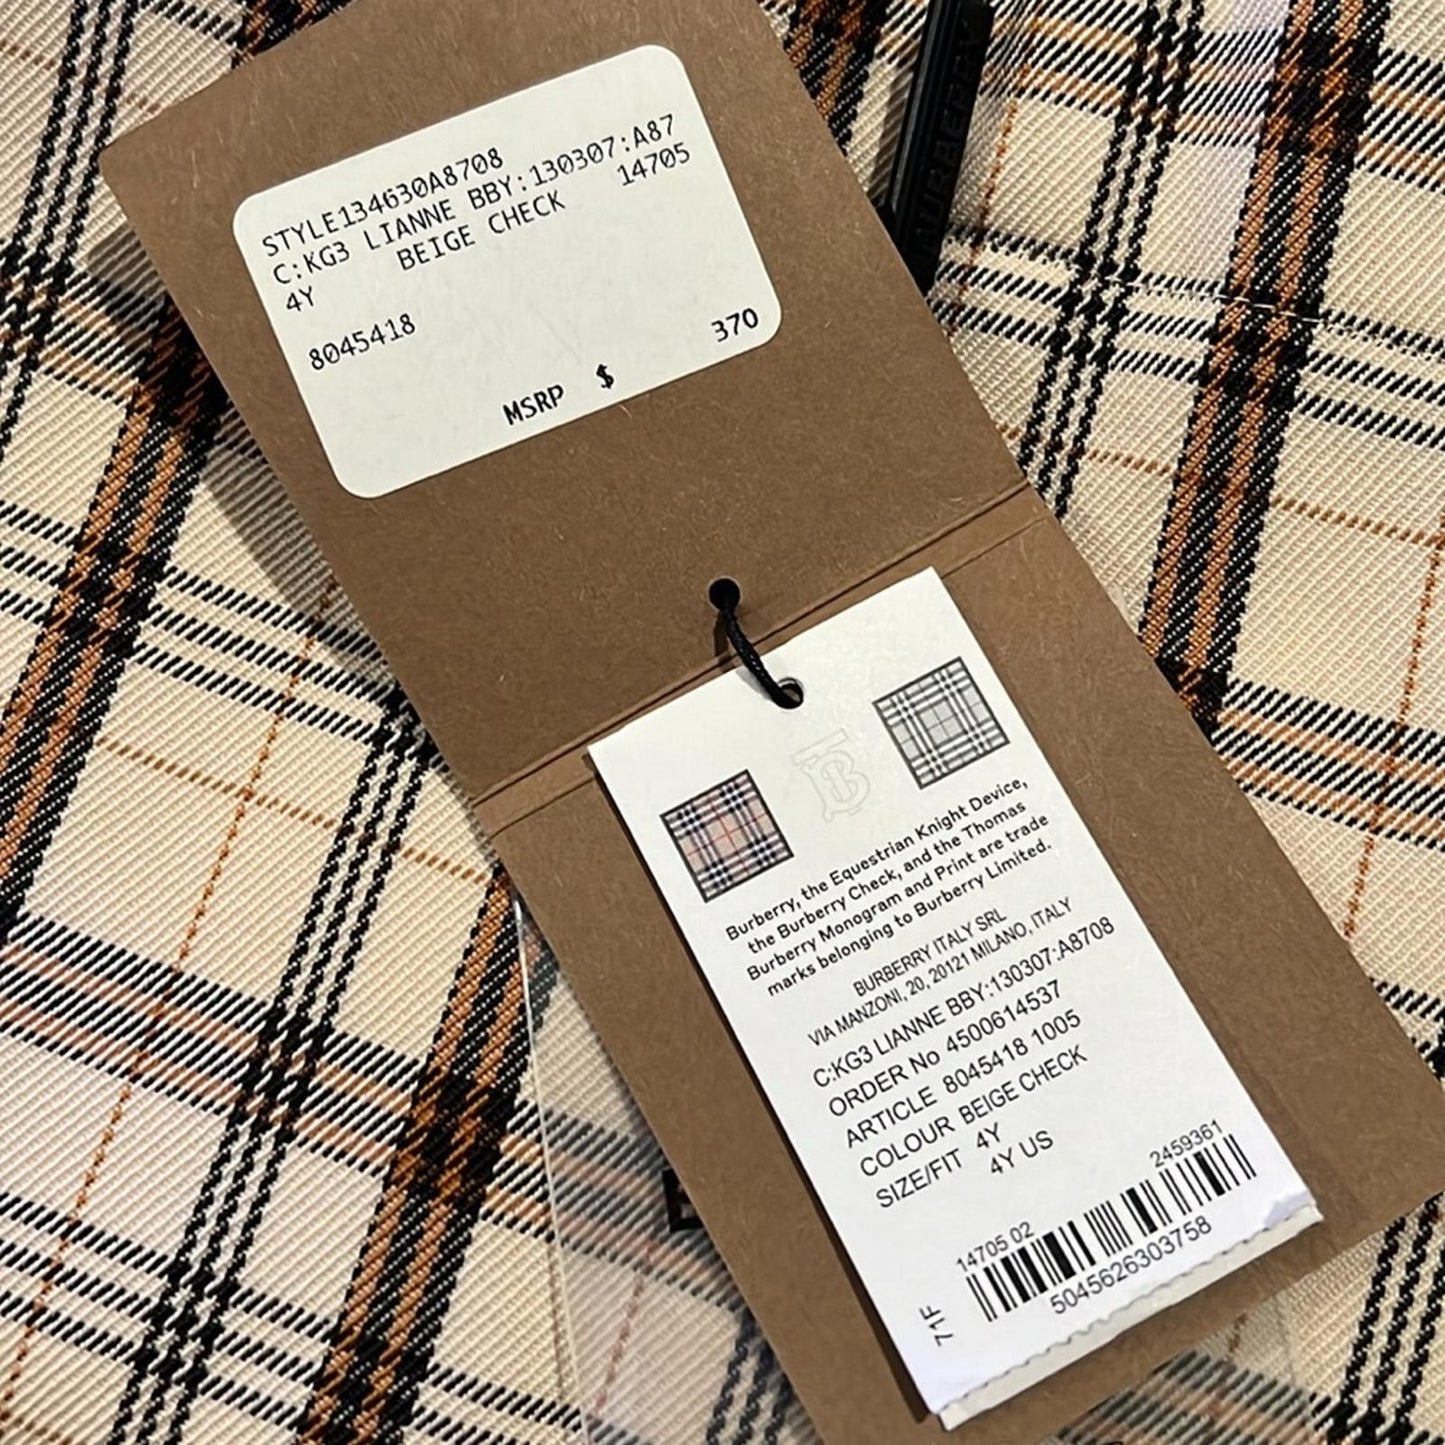 STYLE134630A8708
C:KG3 LIANNE BBY:130307:A87
BEIGE CHECK 14705
4Y
8045418
MSRP $ 370
BURBERRY
Burberry, the Equestrian Knight Device,
the Burberry Check, and the Thomas
Burberry Monogram and Print are trade
marks belonging to Burberry Limited.
BURBERRY ITALY SRL
VIA MANZONI, 20, 20121 MILANO, ITALY
C:KG3 LIANNE BBY:130307:A8708
ORDER No 4500614537
ARTICLE 8045418 1005
COLOUR BEIGE CHECK
SIZE/FIT 4Y
4Y US
14705 02 2459361
5045626303758
71F